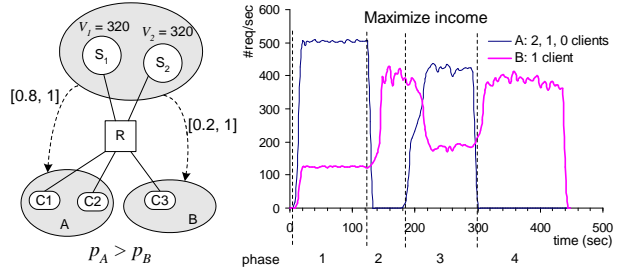 V1 = 320
V2 = 320
S1
S2
[0.8, 1]
[0.2, 1]
R
C1
C2
C3
A
B
pA > pB
Maximize income
#req/sec
600
500
400
300
200
100
0
A: 2, 1, 0 clients
B: 1 client
0 100 200 300 400 500
time (sec)
phase 1 2 3 4